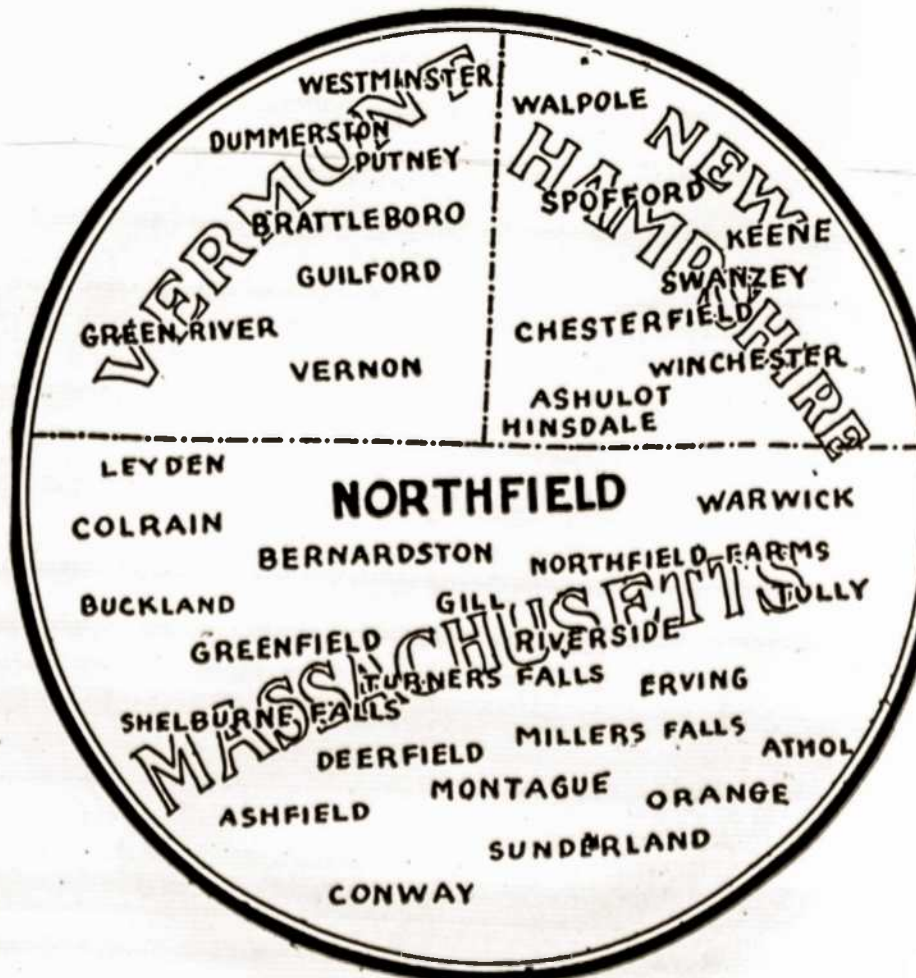 VERMONT
WESTMINSTER
DUMMERSTON
PUTNEY
BRATTLEBORO
GUILFORD
GREEN RIVER
VERNON
NEW
HAMPSHIRE
WALPOLE
SPOFFORD
KEENE
SWANZEY
CHESTERFIELD
WINCHESTER
ASHULOT
HINSDALE
MASSACHUSETTS
LEYDEN
NORTHFIELD
WARWICK
COLRAIN
BERNARDSTON
NORTHFIELD FARMS
BUCKLAND
GILL
TULLY
GREENFIELD
RIVERSIDE
TURNERS FALLS
ERVING
SHELBURNE FALLS
DEERFIELD
MILLERS FALLS
ATHOL
MONTAGUE
ORANGE
ASHFIELD
SUNDERLAND
CONWAY